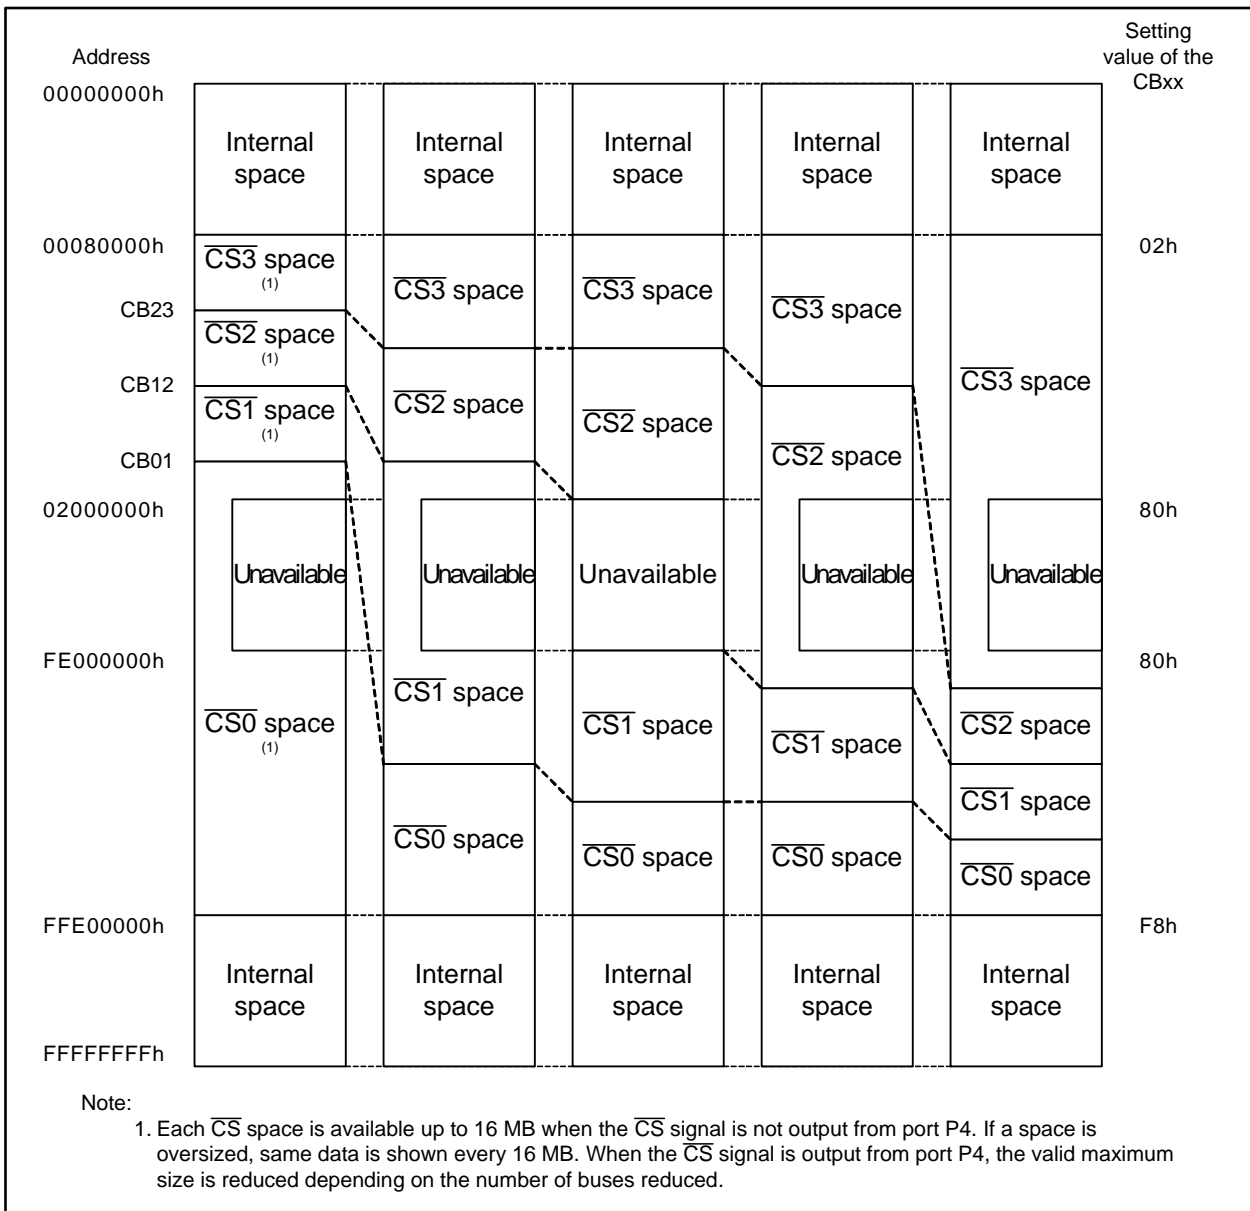 Setting
value of the
CBxx
Address
00000000h
Internal
space
Internal
space
Internal
space
Internal
space
Internal
space
00080000h
02h
CS3 space
(1)
CS3 space
CS3 space
CS3 space
CS3 space
CB23
CS2 space
(1)
CS2 space
CS2 space
CS2 space
CB12
CS1 space
(1)
CB01
02000000h
80h
Unavailable
Unavailable
Unavailable
Unavailable
Unavailable
FE000000h
80h
CS0 space
(1)
CS1 space
CS1 space
CS1 space
CS2 space
CS1 space
CS0 space
CS0 space
CS0 space
CS0 space
FFE00000h
F8h
Internal
space
Internal
space
Internal
space
Internal
space
Internal
space
FFFFFFFFh
Note:
1. Each CS space is available up to 16 MB when the CS signal is not output from port P4. If a space is
oversized, same data is shown every 16 MB. When the CS signal is output from port P4, the valid maximum
size is reduced depending on the number of buses reduced.